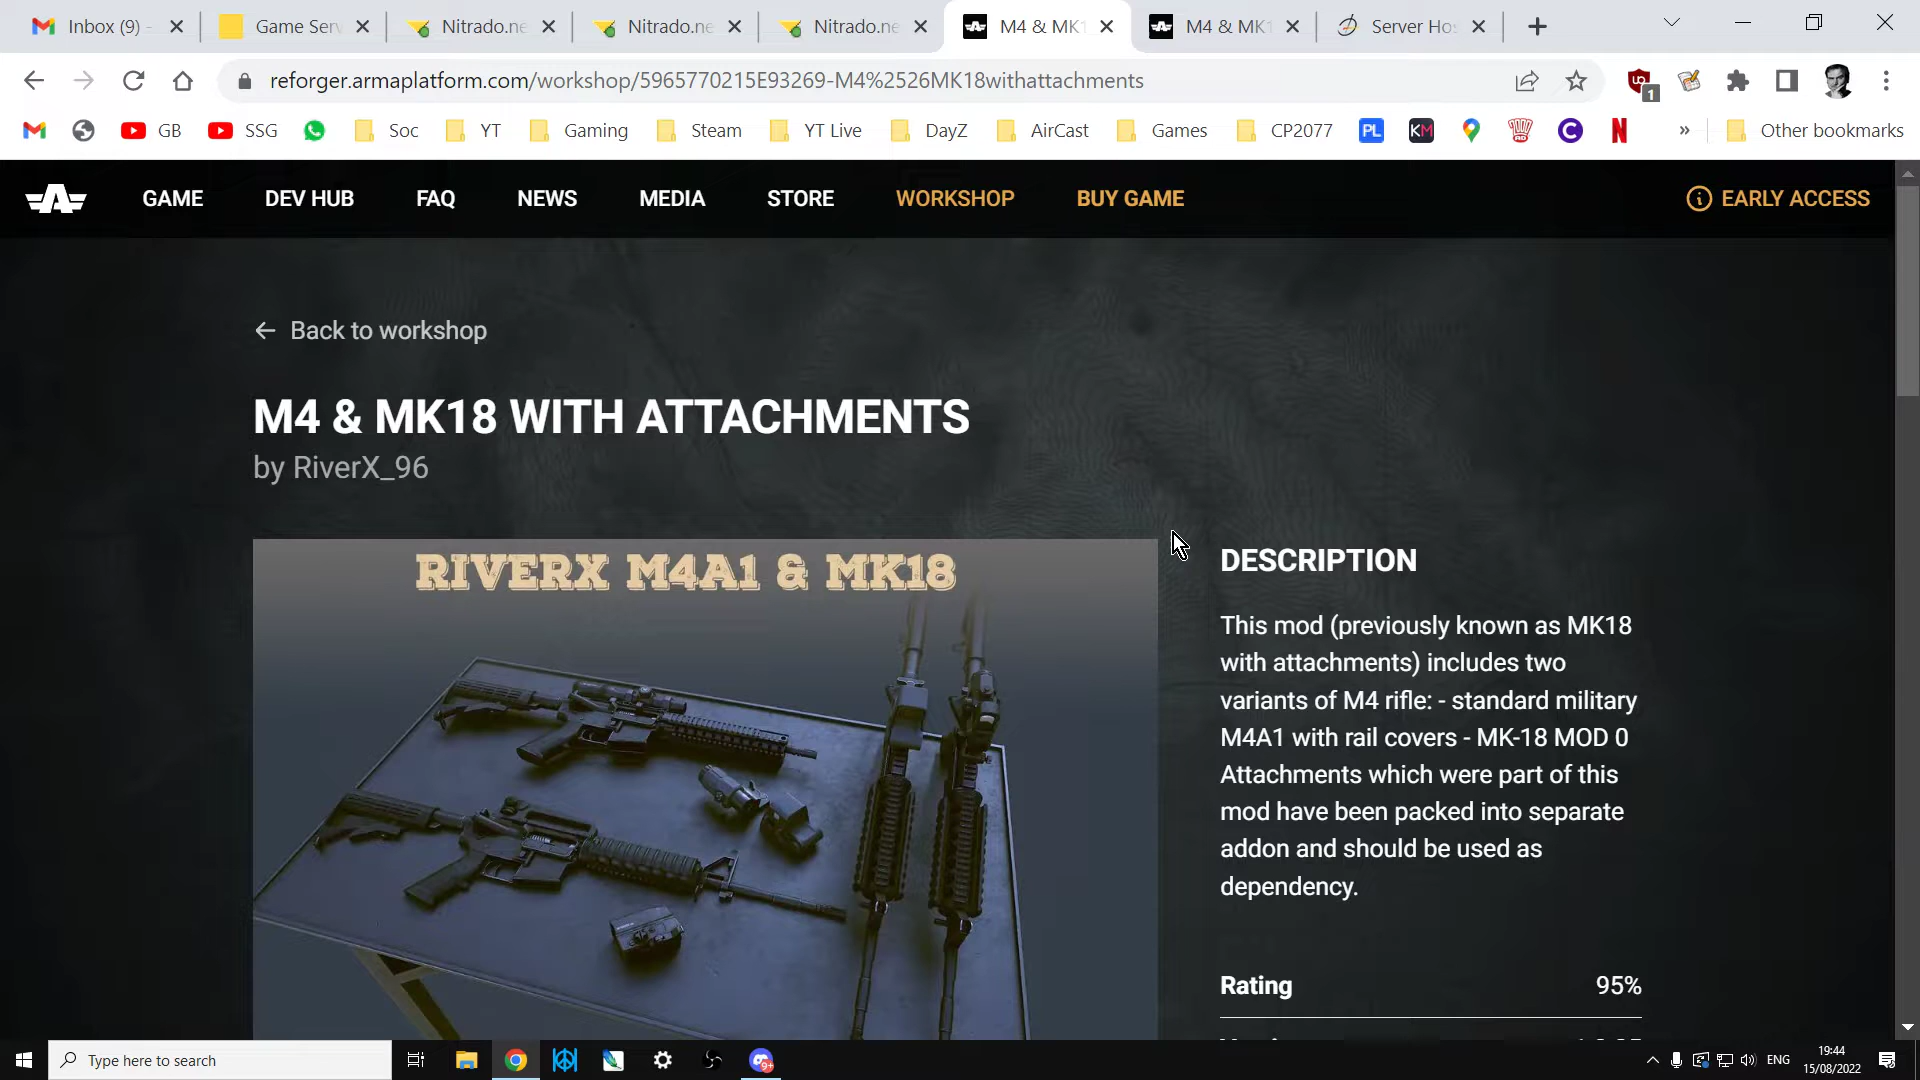 Inbox (9) -
Game Serv
Nitrado.ne
Nitrado.ne
Nitrado.ne
M4 & MK1
M4 & MK1
Server Hos
reforger.armaplatform.com/workshop/5965770215E93269-M4%2526MK18withattachments
1
GB
SSG
Soc
YT
Gaming
Steam
YT Live
DayZ
AirCast
Games
CP2077
PL
KM
C
N
»
Other bookmarks
GAME
DEV HUB
FAQ
NEWS
MEDIA
STORE
WORKSHOP
BUY GAME
EARLY ACCESS
Back to workshop
M4 & MK18 WITH ATTACHMENTS
by RiverX_96
RIVERX M4A1 & MK18
DESCRIPTION
This mod (previously known as MK18
with attachments) includes two
variants of M4 rifle: - standard military
M4A1 with rail covers - MK-18 MOD 0
Attachments which were part of this
mod have been packed into separate
addon and should be used as
dependency.
Rating
95%
Type here to search
9+
ENG
19:44
15/08/2022